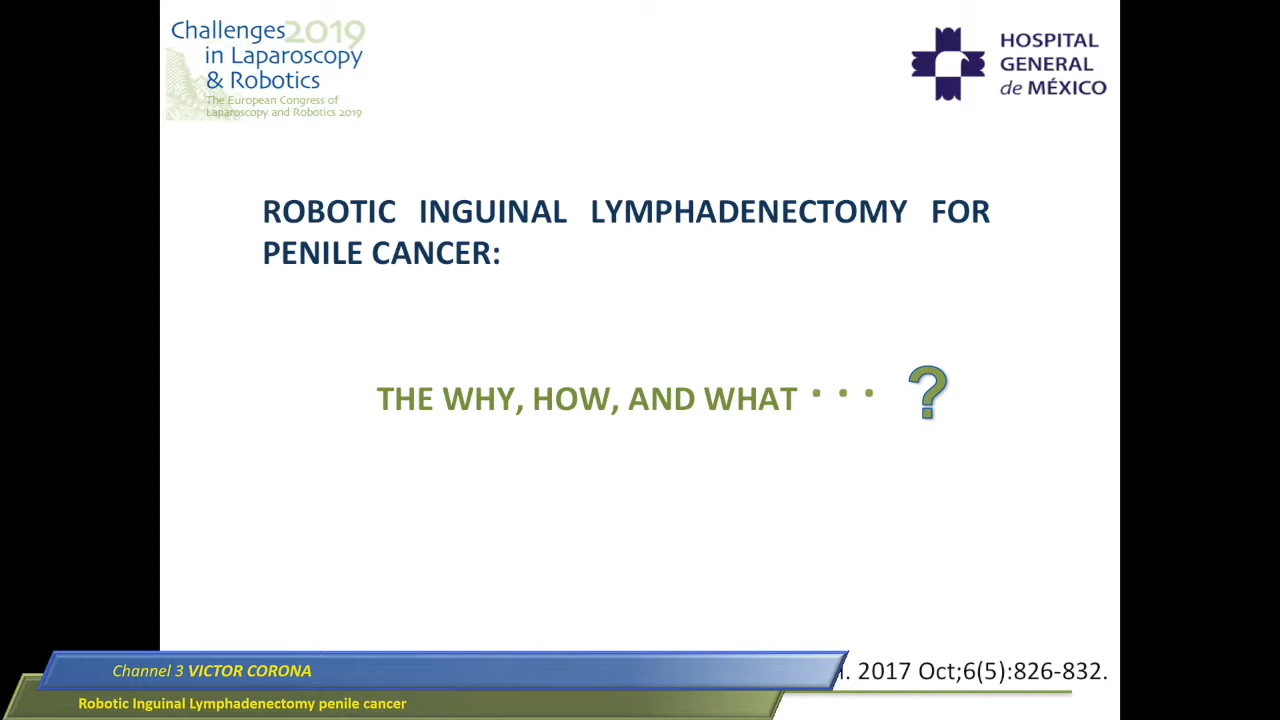 Challenges 2019
in Laparoscopy
& Robotics
The European Congress of
Laparoscopy and Robotics 2019
HOSPITAL
GENERAL
de MÉXICO
ROBOTIC INGUINAL LYMPHADENECTOMY FOR
PENILE CANCER:
THE WHY, HOW, AND WHAT • • • ?
2017 Oct;6(5):826-832.
Channel 3 VICTOR CORONA
Robotic Inguinal Lymphadenectomy penile cancer